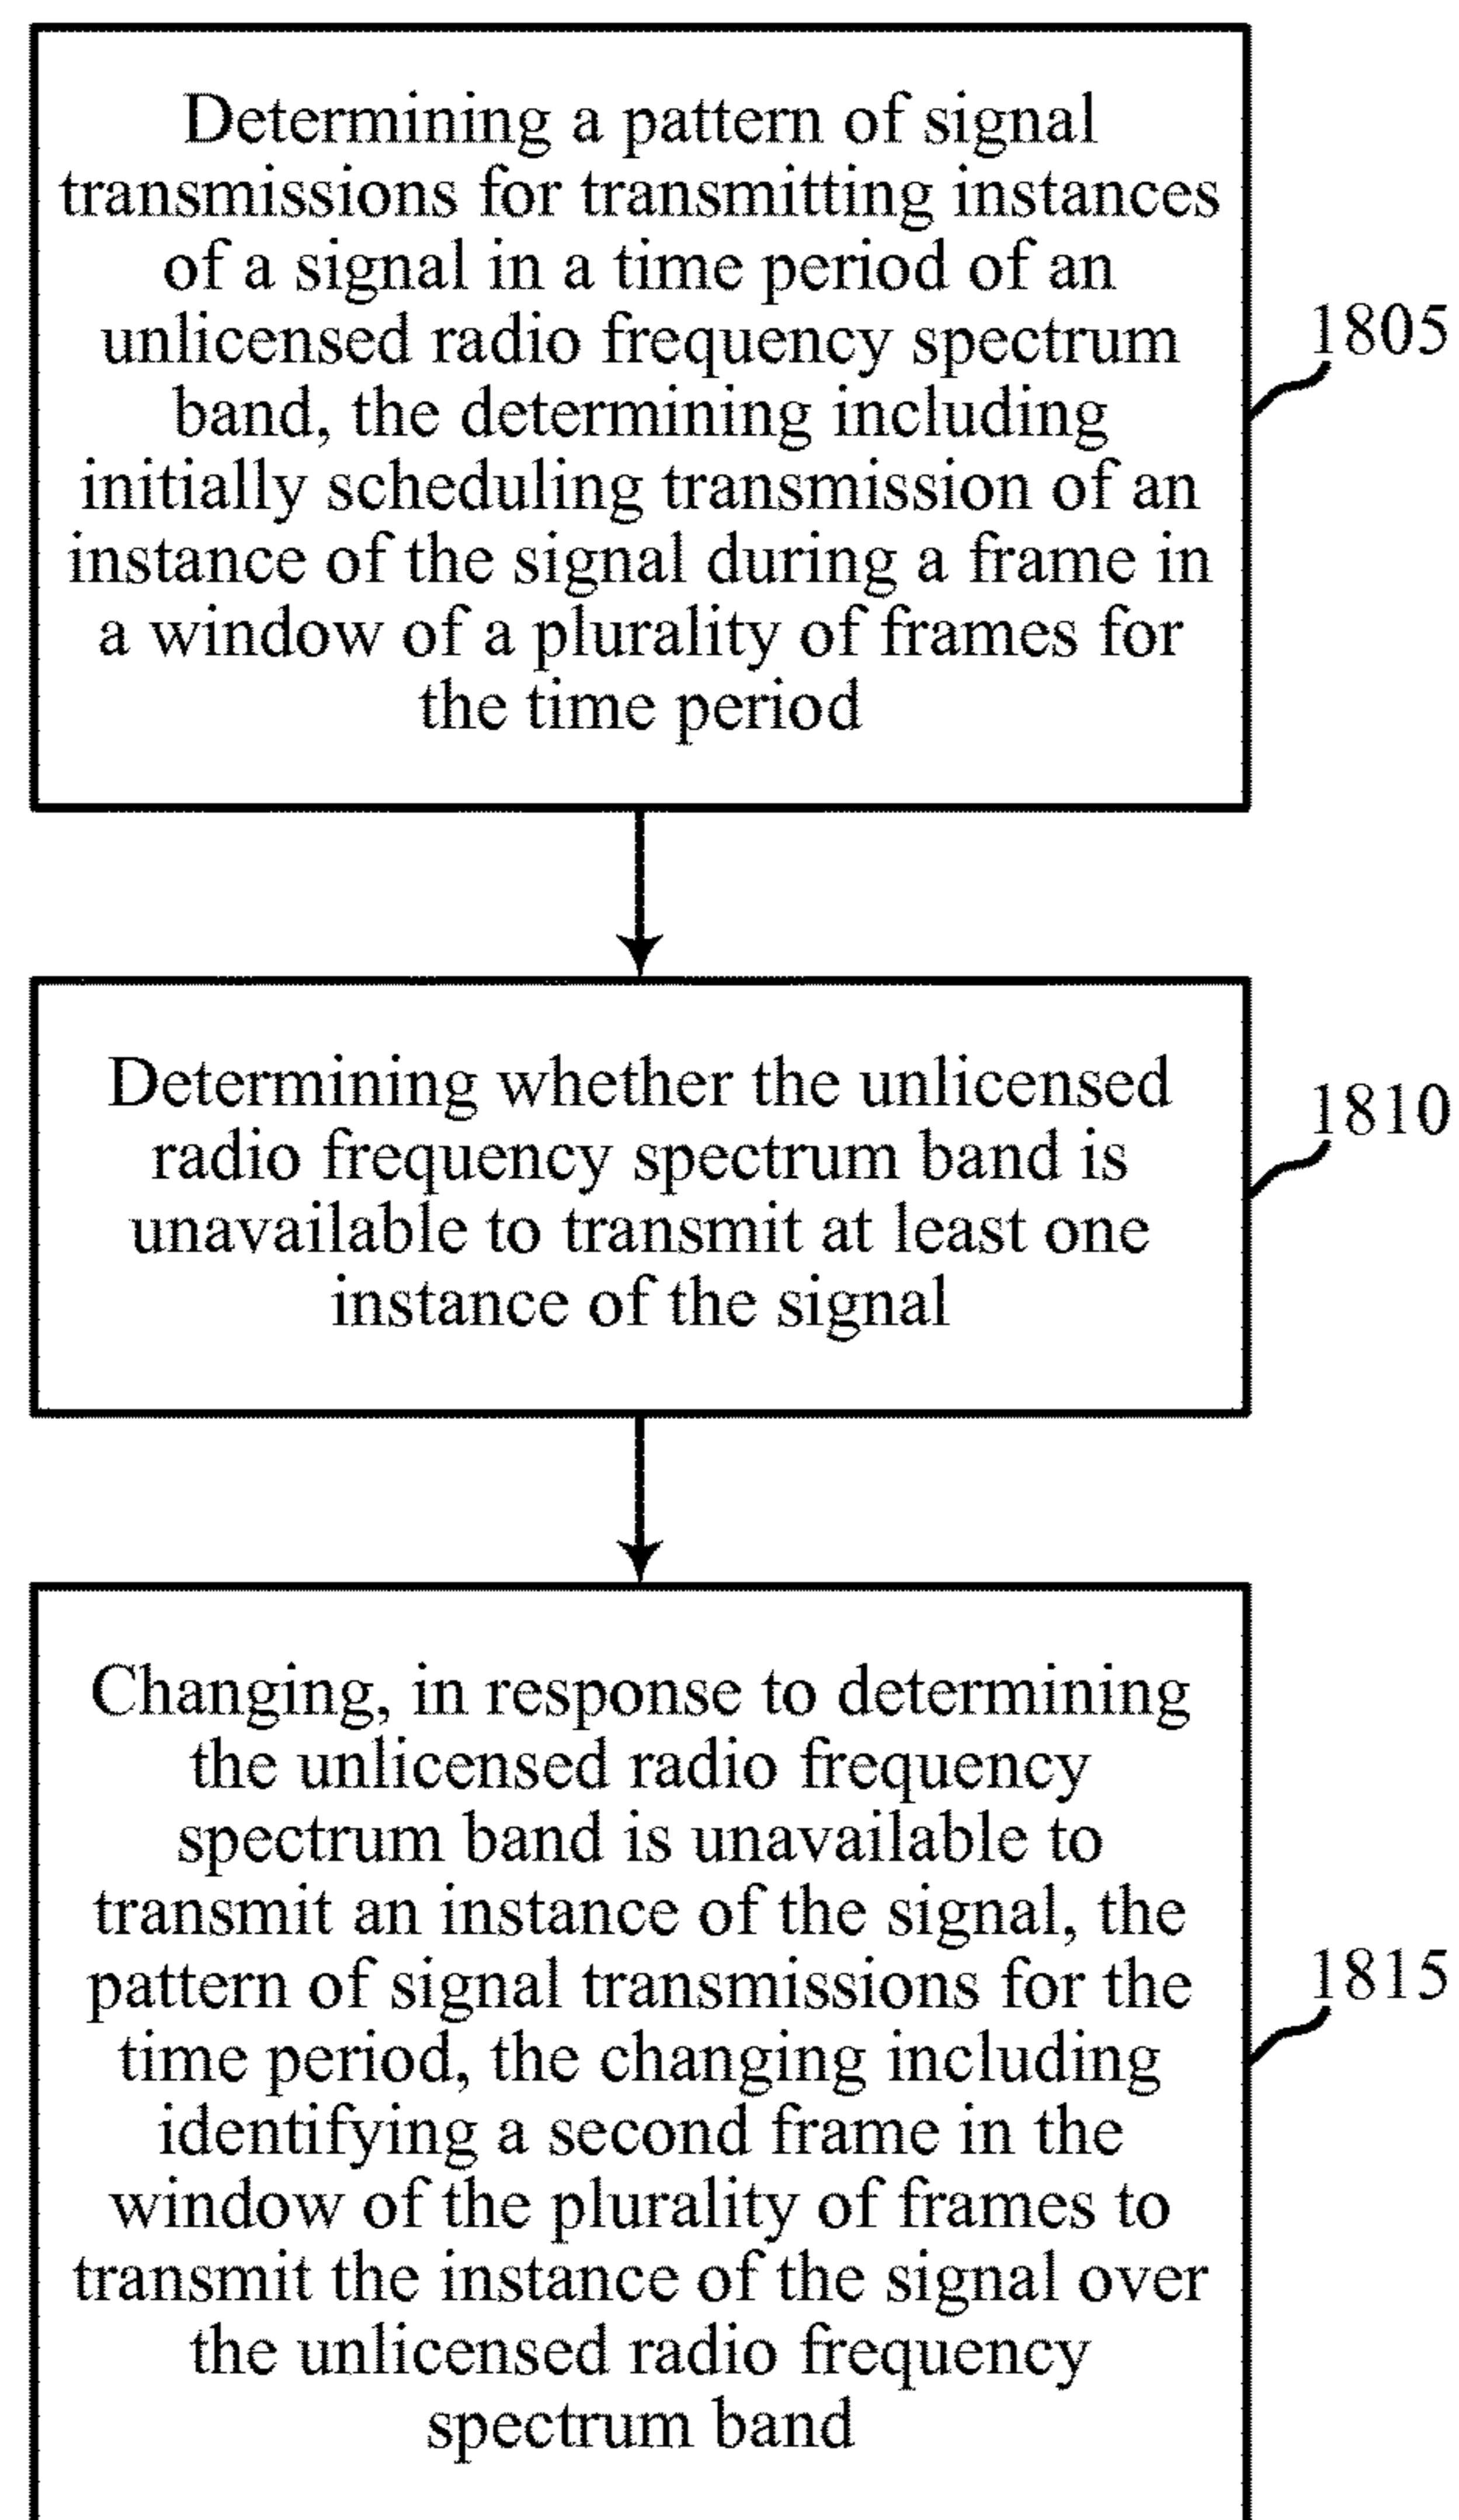 Determining a pattern of signal
transmissions for transmitting instances
of a signal in a time period of an
unlicensed radio frequency spectrum
band, the determining including
initially scheduling transmission of an
instance of the signal during a frame in
a window of a plurality of frames for
the time period
1805
Determining whether the unlicensed
radio frequency spectrum band is
unavailable to transmit at least one
instance of the signal
1810
Changing, in response to determining
the unlicensed radio frequency
spectrum band is unavailable to
transmit an instance of the signal, the
pattern of signal transmissions for the
time period, the changing including
identifying a second frame in the
window of the plurality of frames to
transmit the instance of the signal over
the unlicensed radio frequency
spectrum band
1815